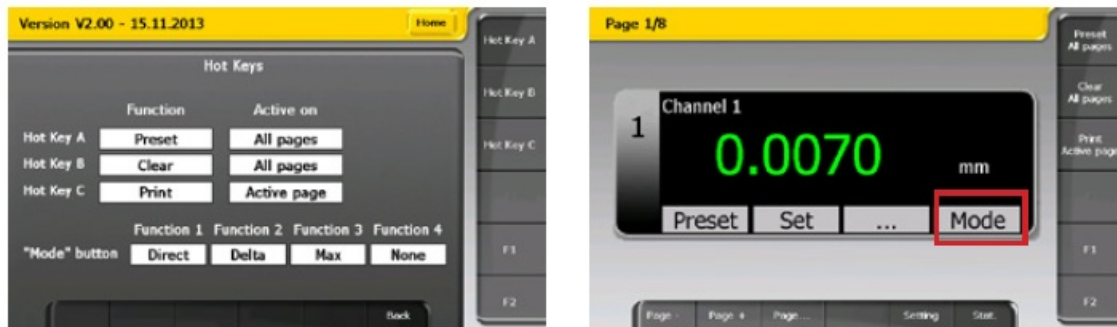 Version V2.00 - 15.11.2013 Home
Hot Keys
Function Active on
Hot Key A Preset All pages
Hot Key B Clear All pages
Hot Key C Print Active page
Function 1 Function 2 Function 3 Function 4
"Mode" button Direct Delta Max None
Back
Hot Key A
Hot Key B
Hot Key C
F1
F2
Page 1/8
1
Channel 1
0.0070 mm
Preset Set ... Mode
Page - Page + Page... Setting Stat.
Preset
All pages
Clear
All pages
Print
Active page
F1
F2